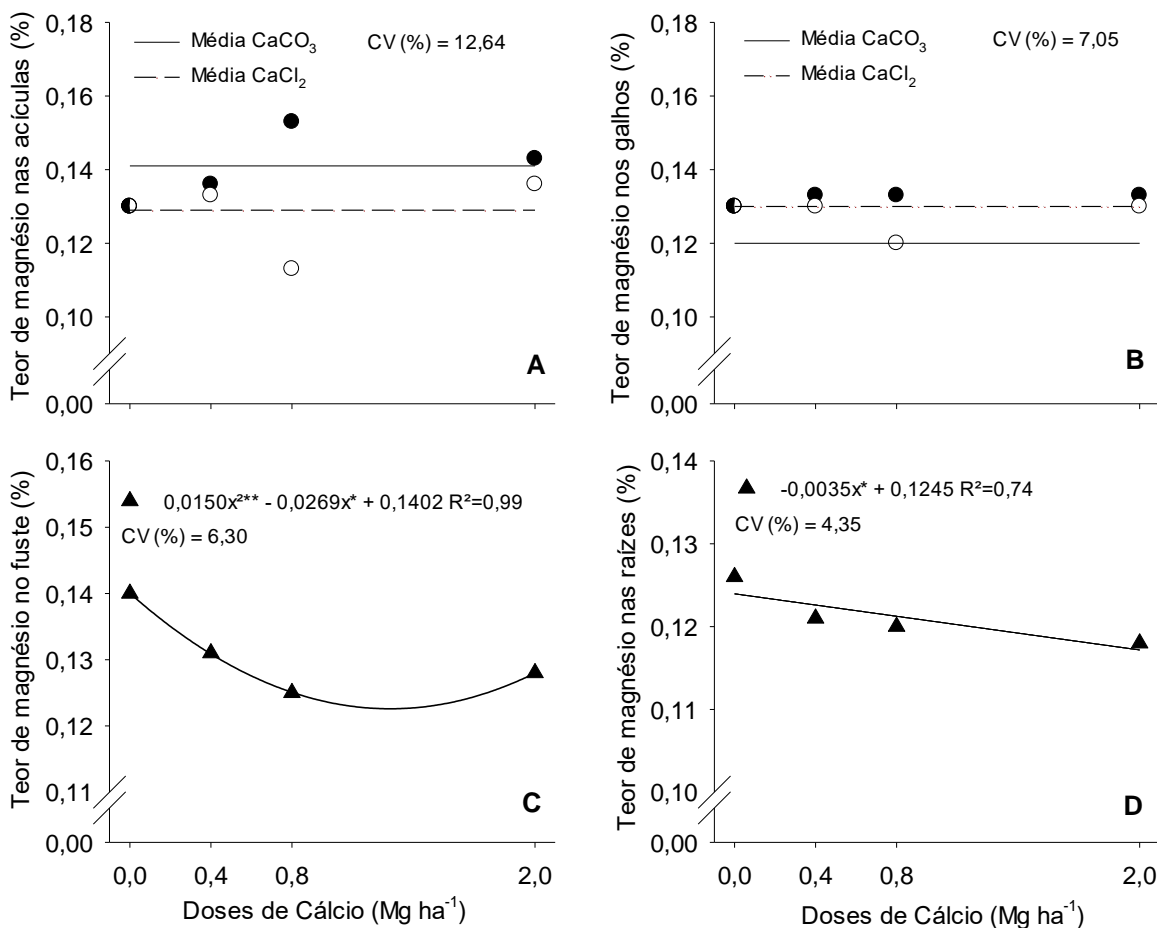 Teor de magnésio nas acículas (%)
0,18
0,16
0,14
0,12
0,10
0,00
Média CaCO₃
Média CaCl₂
CV (%) = 12,64
A
Teor de magnésio nos galhos (%)
0,18
0,16
0,14
0,12
0,10
0,00
Média CaCO₃
Média CaCl₂
CV (%) = 7,05
B
Teor de magnésio no fuste (%)
0,16
0,15
0,14
0,13
0,12
0,11
0,00
0,0150x²** - 0,0269x* + 0,1402 R²=0,99
CV (%) = 6,30
C
0,0 0,4 0,8 2,0
Doses de Cálcio (Mg ha⁻¹)
Teor de magnésio nas raízes (%)
0,14
0,13
0,12
0,11
0,10
0,00
-0,0035x* + 0,1245 R²=0,74
CV (%) = 4,35
D
0,0 0,4 0,8 2,0
Doses de Cálcio (Mg ha⁻¹)